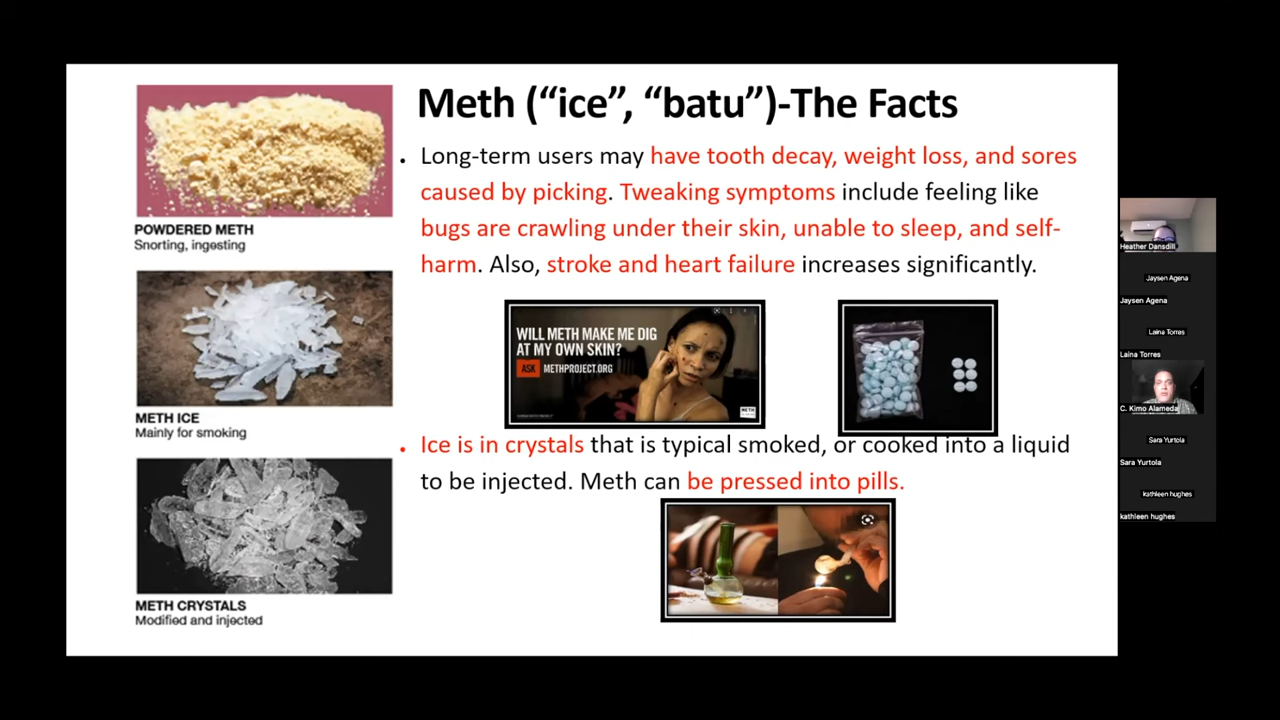 Meth (“ice”, “batu”)-The Facts
POWDERED METH
Snorting, ingesting
METH ICE
Mainly for smoking
METH CRYSTALS
Modified and injected
• Long-term users may have tooth decay, weight loss, and sores
caused by picking. Tweaking symptoms include feeling like
bugs are crawling under their skin, unable to sleep, and self-
harm. Also, stroke and heart failure increases significantly.
WILL METH MAKE ME DIG
AT MY OWN SKIN?
ASK METHPROJECT.ORG
METH
• Ice is in crystals that is typical smoked, or cooked into a liquid
to be injected. Meth can be pressed into pills.
Heather Dansdill
Jaysen Agena
Jaysen Agena
Laina Torres
Laina Torres
C. Kimo Alameda
Sara Yurtola
Sara Yurtola
kathleen hughes
kathleen hughes